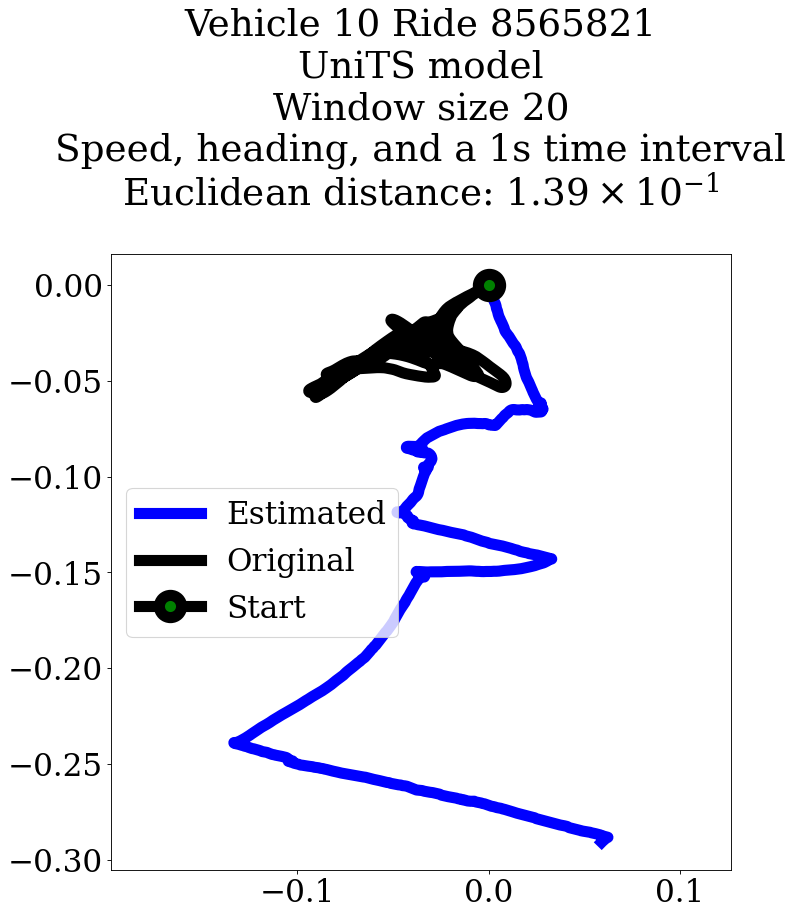 Vehicle 10 Ride 8565821
UniTS model
Window size 20
Speed, heading, and a 1s time interval
Euclidean distance: 1.39 × 10⁻¹
0.00
−0.05
−0.10
−0.15
−0.20
−0.25
−0.30
Estimated
Original
Start
−0.1 0.0 0.1